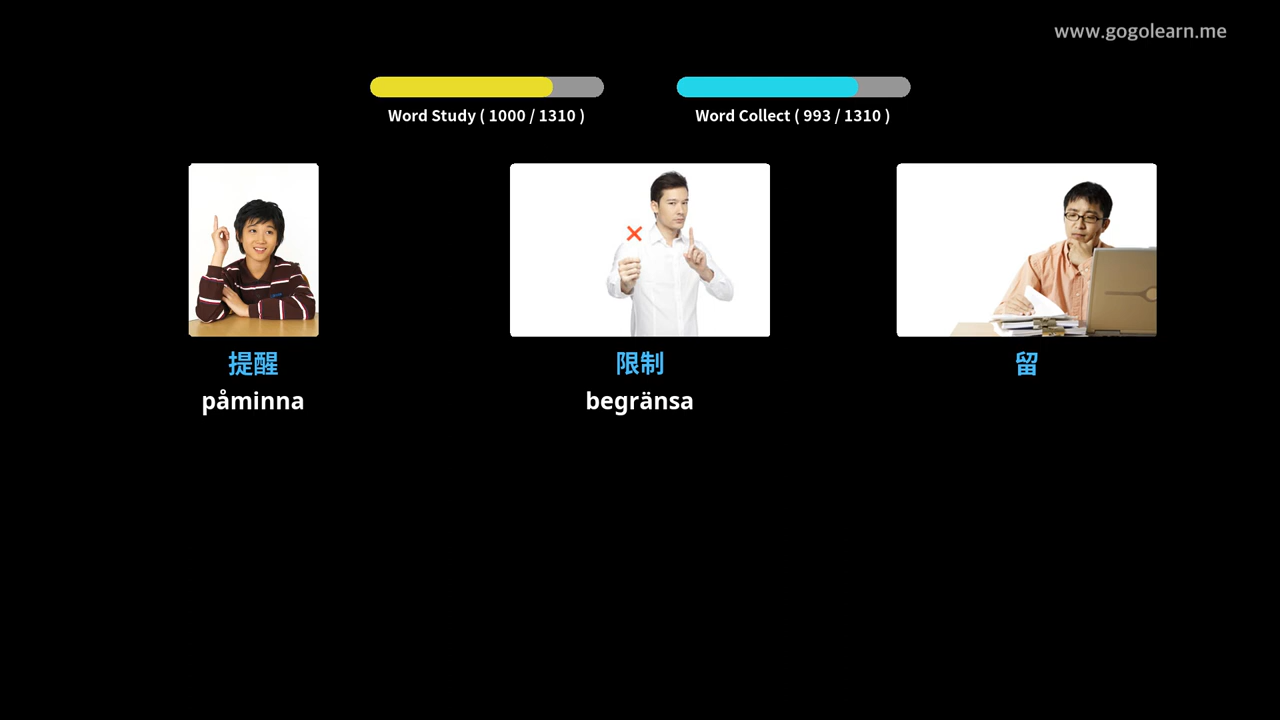 www.gogolearn.me
Word Study ( 1000 / 1310 )
Word Collect ( 993 / 1310 )
提醒
påminna
限制
begränsa
留